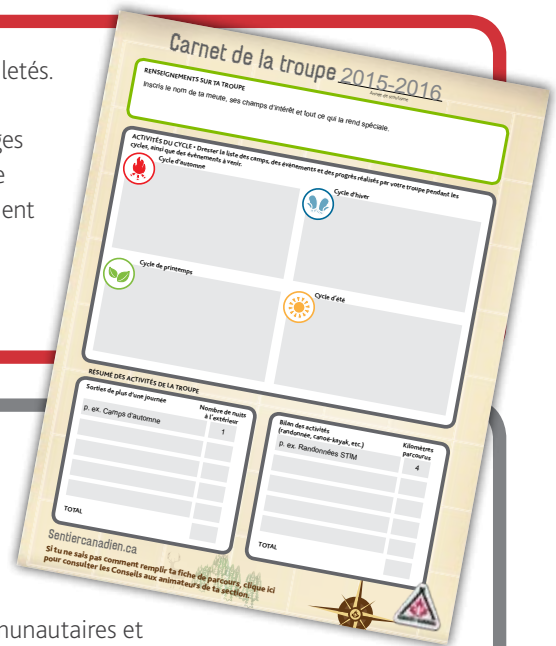 letés.
ges
e
ent
Carnet de la troupe 2015-2016
RENSEIGNEMENTS SUR TA TROUPE
Inscris le nom de ta meute, ses champs d'intérêt et tout ce qui la rend spéciale.
ACTIVITÉS DU CYCLE • Dresser la liste des camps, des événements et des progrès réalisés par votre troupe pendant les
cycles, ainsi que des événements à venir.
Cycle d'automne
Cycle d'hiver
Cycle de printemps
Cycle d'été
RÉSUMÉ DES ACTIVITÉS DE LA TROUPE
Sorties de plus d'une journée
Nombre de nuits
à l'extérieur
p. ex. Camps d'automne
1
TOTAL
Bilan des activités
(randonnée, canoë-kayak, etc.)
Kilomètres
parcourus
p. ex. Randonnées STIM
4
TOTAL
Sentiercanadien.ca
Si tu ne sais pas comment remplir ta fiche de parcours, clique ici
pour consulter les Conseils aux animateurs de ta section.
munautaires et